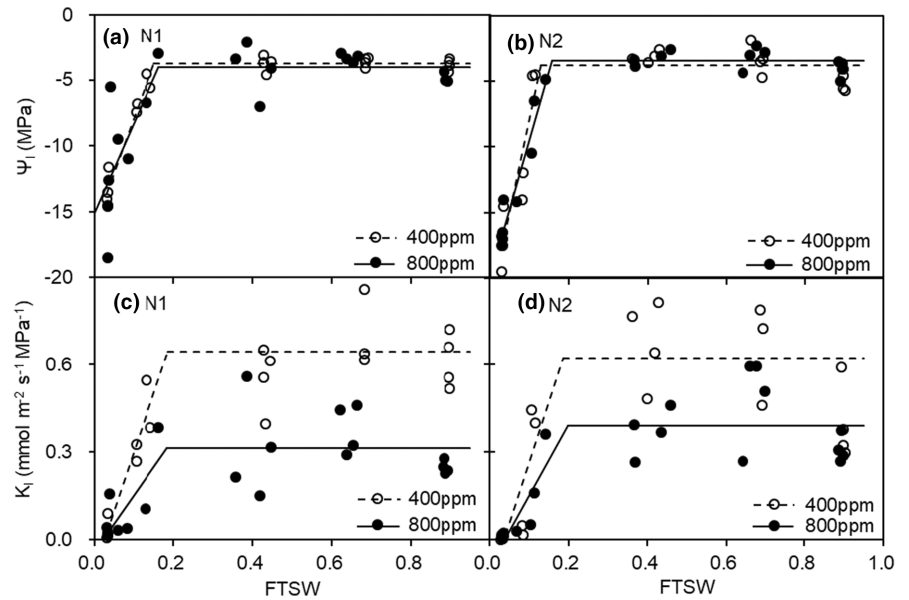 (a) N1
(b) N2
0
−5
−10
−15
−20
Ψl (MPa)
400ppm
800ppm
400ppm
800ppm
(c) N1
(d) N2
0.6
0.3
0.0
Kl (mmol m-2 s-1 MPa-1)
400ppm
800ppm
400ppm
800ppm
0.0 0.2 0.4 0.6 0.8 0.0 0.2 0.4 0.6 0.8 1.0
FTSW FTSW